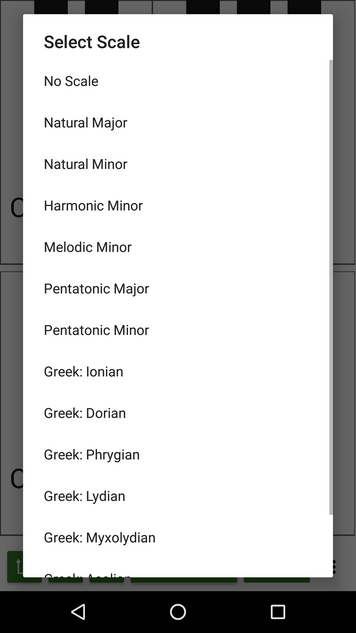 Select Scale
No Scale
Natural Major
Natural Minor
Harmonic Minor
Melodic Minor
Pentatonic Major
Pentatonic Minor
Greek: Ionian
Greek: Dorian
Greek: Phrygian
Greek: Lydian
Greek: Myxolydian